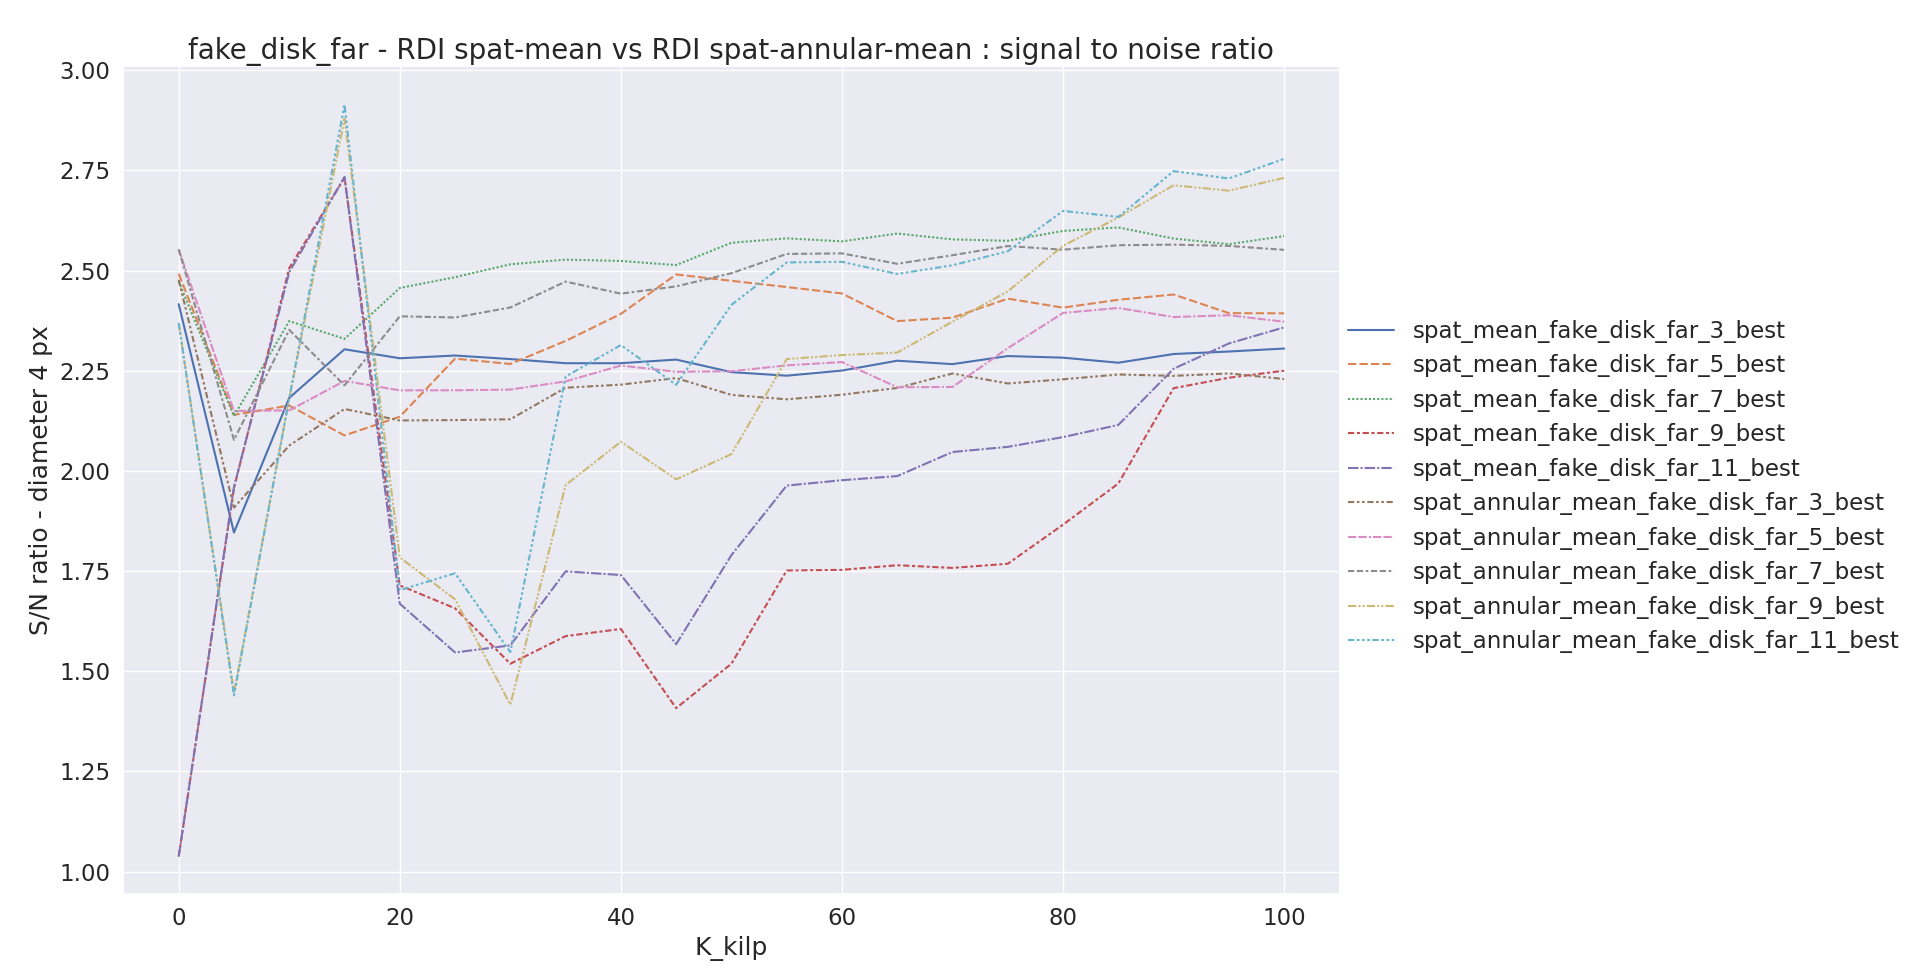 fake_disk_far - RDI spat-mean vs RDI spat-annular-mean : signal to noise ratio
S/N ratio - diameter 4 px
3.00
2.75
2.50
2.25
2.00
1.75
1.50
1.25
1.00
0
20
40
60
80
100
K_kilp
spat_mean_fake_disk_far_3_best
spat_mean_fake_disk_far_5_best
spat_mean_fake_disk_far_7_best
spat_mean_fake_disk_far_9_best
spat_mean_fake_disk_far_11_best
spat_annular_mean_fake_disk_far_3_best
spat_annular_mean_fake_disk_far_5_best
spat_annular_mean_fake_disk_far_7_best
spat_annular_mean_fake_disk_far_9_best
spat_annular_mean_fake_disk_far_11_best